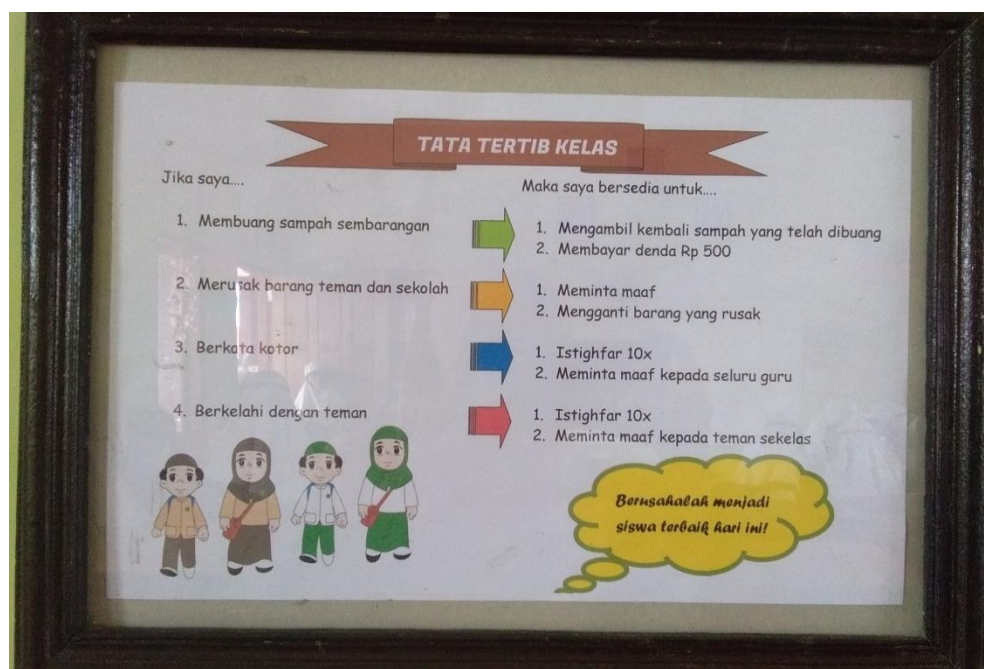 TATA TERTIB KELAS
Jika saya....
Maka saya bersedia untuk....
1. Membuang sampah sembarangan
1. Mengambil kembali sampah yang telah dibuang
2. Membayar denda Rp 500
2. Merusak barang teman dan sekolah
1. Meminta maaf
2. Mengganti barang yang rusak
3. Berkata kotor
1. Istighfar 10x
2. Meminta maaf kepada seluru guru
4. Berkelahi dengan teman
1. Istighfar 10x
2. Meminta maaf kepada teman sekelas
Berusahalah menjadi
siswa terbaik hari ini!